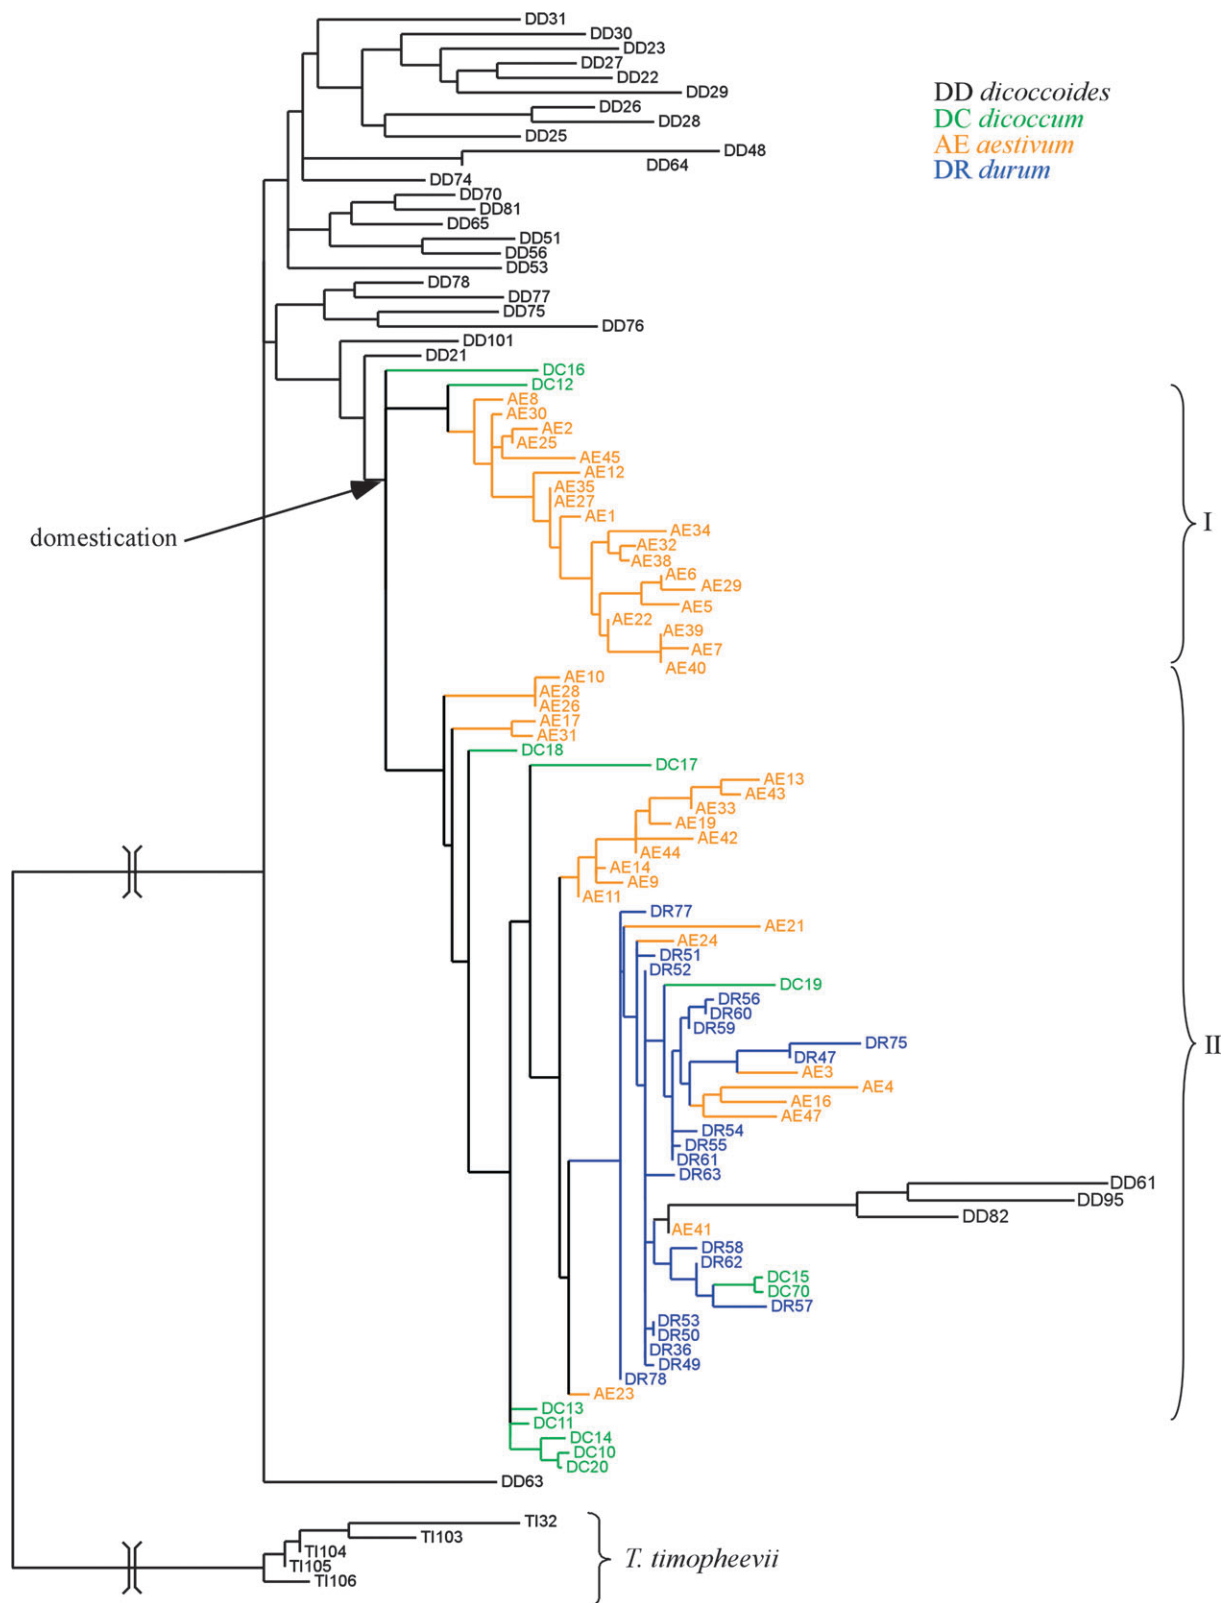 DD31
DD30
DD23
DD27
DD22
DD29
DD26
DD28
DD25
DD48
DD64
DD74
DD70
DD81
DD65
DD51
DD56
DD53
DD78
DD77
DD75
DD76
DD101
DD21
DD dicoccoides
DC dicoccum
AE aestivum
DR durum
DC16
DC12
AE8
AE30
AE2
AE25
AE45
AE12
AE35
AE27
AE1
AE34
AE32
AE38
AE6
AE29
AE5
AE22
AE39
AE7
AE40
domestication
I
AE10
AE28
AE26
AE17
AE31
DC18
DC17
AE13
AE43
AE33
AE19
AE42
AE44
AE14
AE9
AE11
DR77
AE21
AE24
DR51
DR52
DC19
DR56
DR60
DR59
DR75
DR47
AE3
AE4
AE16
AE47
DR54
DR55
DR61
DR63
DD61
DD95
DD82
AE41
DR58
DR62
DC15
DC70
DR57
DR53
DR50
DR36
DR49
DR78
AE23
II
DC13
DC11
DC14
DC10
DC20
DD63
TI32
TI103
TI104
TI105
TI106
T. timopheevii